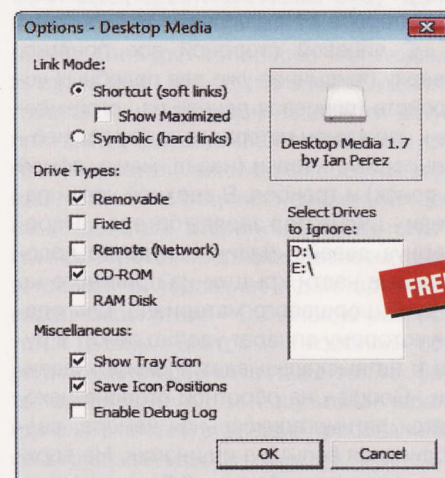 Options - Desktop Media
Link Mode:
Shortcut (soft links)
Show Maximized
Symbolic (hard links)
Drive Types:
Removable
Fixed
Remote (Network)
CD-ROM
RAM Disk
Miscellaneous:
Show Tray Icon
Save Icon Positions
Enable Debug Log
Desktop Media 1.7
by Ian Perez
Select Drives
to Ignore:
D:\
E:\
FREE
OK
Cancel